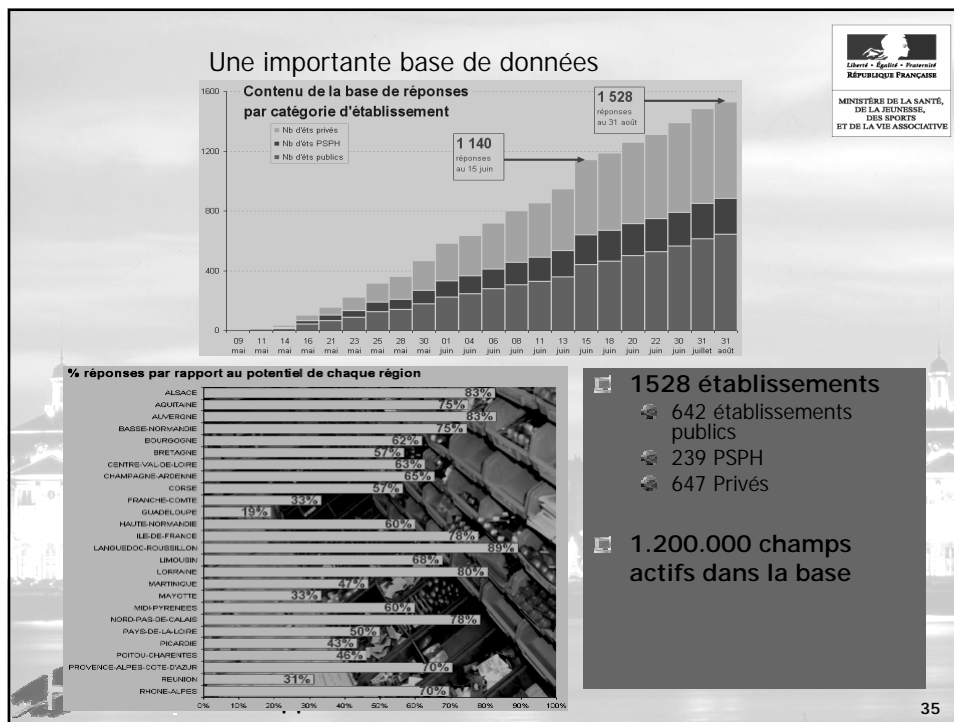 Une importante base de données
Liberté • Égalité • Fraternité
RÉPUBLIQUE FRANÇAISE
MINISTÈRE DE LA SANTÉ,
DE LA JEUNESSE,
DES SPORTS
ET DE LA VIE ASSOCIATIVE
Contenu de la base de réponses
par catégorie d'établissement
Nb d'éts privés
Nb d'éts PSPH
Nb d'éts publics
1 140
réponses
au 15 juin
1 528
réponses
au 31 août
1600
1200
800
400
0
09 11 14 16 21 23 25 28 30 01 04 06 08 11 13 15 18 20 22 30 31 31
mai mai mai mai mai mai mai mai mai juin juin juin juin juin juin juin juin juin juin juin juillet août
% réponses par rapport au potentiel de chaque région
ALSACE 83%
AQUITAINE 75%
AUVERGNE 83%
BASSE-NORMANDIE 75%
BOURGOGNE 62%
BRETAGNE 57%
CENTRE-VAL-DE-LOIRE 63%
CHAMPAGNE-ARDENNE 65%
CORSE 57%
FRANCHE-COMTE 33%
GUADELOUPE 19%
HAUTE-NORMANDIE 60%
ILE-DE-FRANCE 78%
LANGUEDOC-ROUSSILLON 89%
LIMOUSIN 68%
LORRAINE 80%
MARTINIQUE 47%
MAYOTTE 33%
MIDI-PYRENEES 60%
NORD-PAS-DE-CALAIS 78%
PAYS-DE-LA-LOIRE 50%
PICARDIE 43%
POITOU-CHARENTES 46%
PROVENCE-ALPES-COTE-D'AZUR 70%
REUNION 31%
RHONE-ALPES 70%
0% 10% 20% 30% 40% 50% 60% 70% 80% 90% 100%
1528 établissements
642 établissements
publics
239 PSPH
647 Privés
1.200.000 champs
actifs dans la base
35